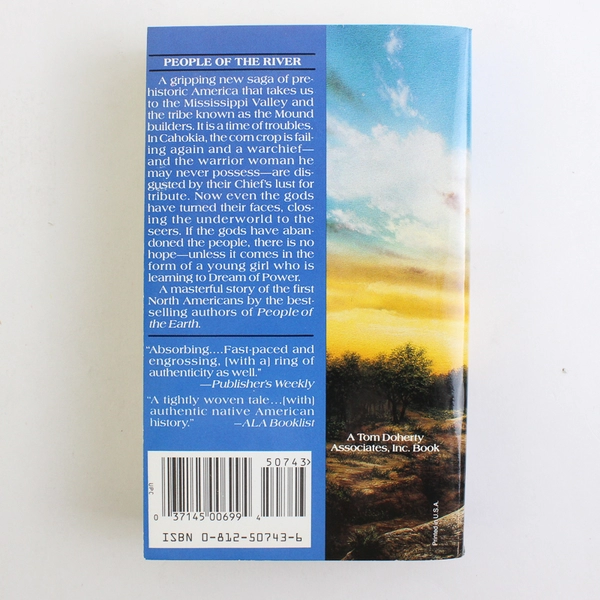 PEOPLE OF THE RIVER
A gripping new saga of pre-
historic America that takes us
to the Mississippi Valley and
the tribe known as the Mound
builders. It is a time of troubles.
In Cahokia, the corn crop is fail-
ing again and a warchief—
and the warrior woman he
may never possess—are dis-
gusted by their Chief's lust for
tribute. Now even the gods
have turned their faces, clos-
ing the underworld to the
seers. If the gods have aban-
doned the people, there is no
hope—unless it comes in the
form of a young girl who is
learning to Dream of Power.
A masterful story of the first
North Americans by the best-
selling authors of People of
the Earth.
"Absorbing....Fast-paced and
engrossing, [with a] ring of
authenticity as well."
—Publisher's Weekly
"A tightly woven tale...[with]
authentic native American
history." —ALA Booklist
A Tom Doherty
Associates, Inc. Book
50743>
UPC
0 37145 00699 4
ISBN 0-812-50743-6
Printed in U.S.A.